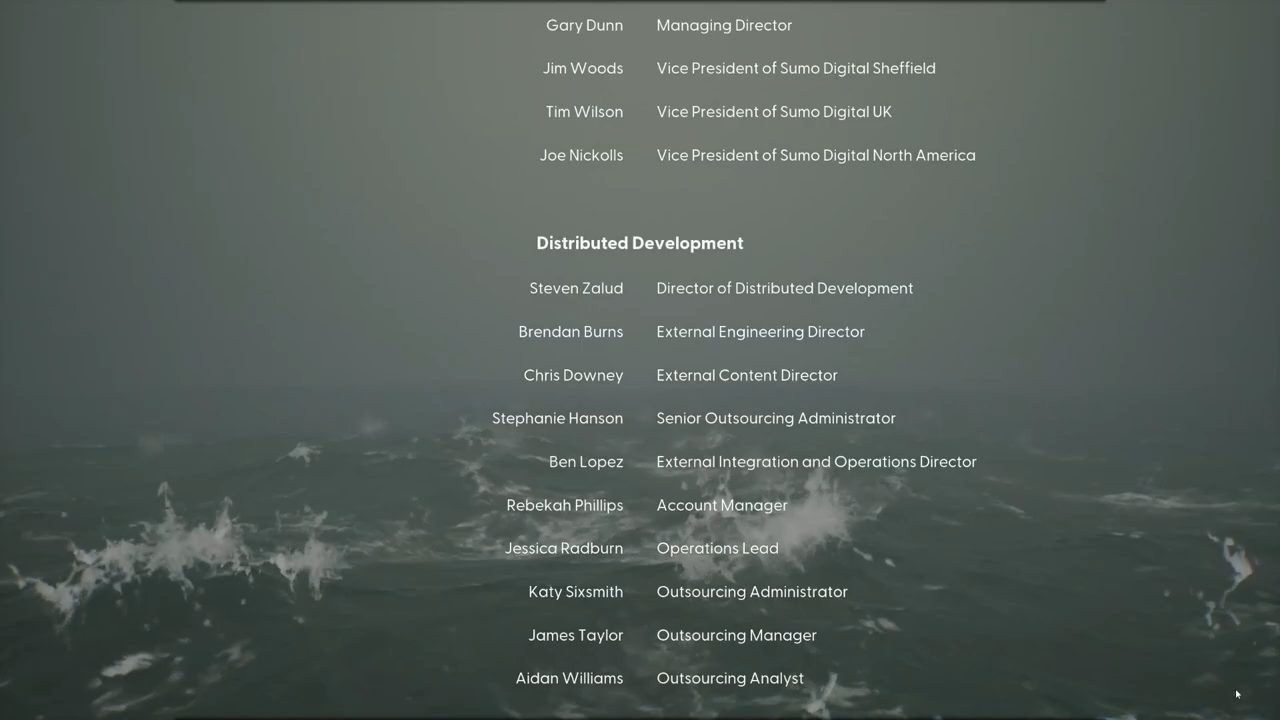 Gary Dunn Managing Director
Jim Woods Vice President of Sumo Digital Sheffield
Tim Wilson Vice President of Sumo Digital UK
Joe Nickolls Vice President of Sumo Digital North America
Distributed Development
Steven Zalud Director of Distributed Development
Brendan Burns External Engineering Director
Chris Downey External Content Director
Stephanie Hanson Senior Outsourcing Administrator
Ben Lopez External Integration and Operations Director
Rebekah Phillips Account Manager
Jessica Radburn Operations Lead
Katy Sixsmith Outsourcing Administrator
James Taylor Outsourcing Manager
Aidan Williams Outsourcing Analyst